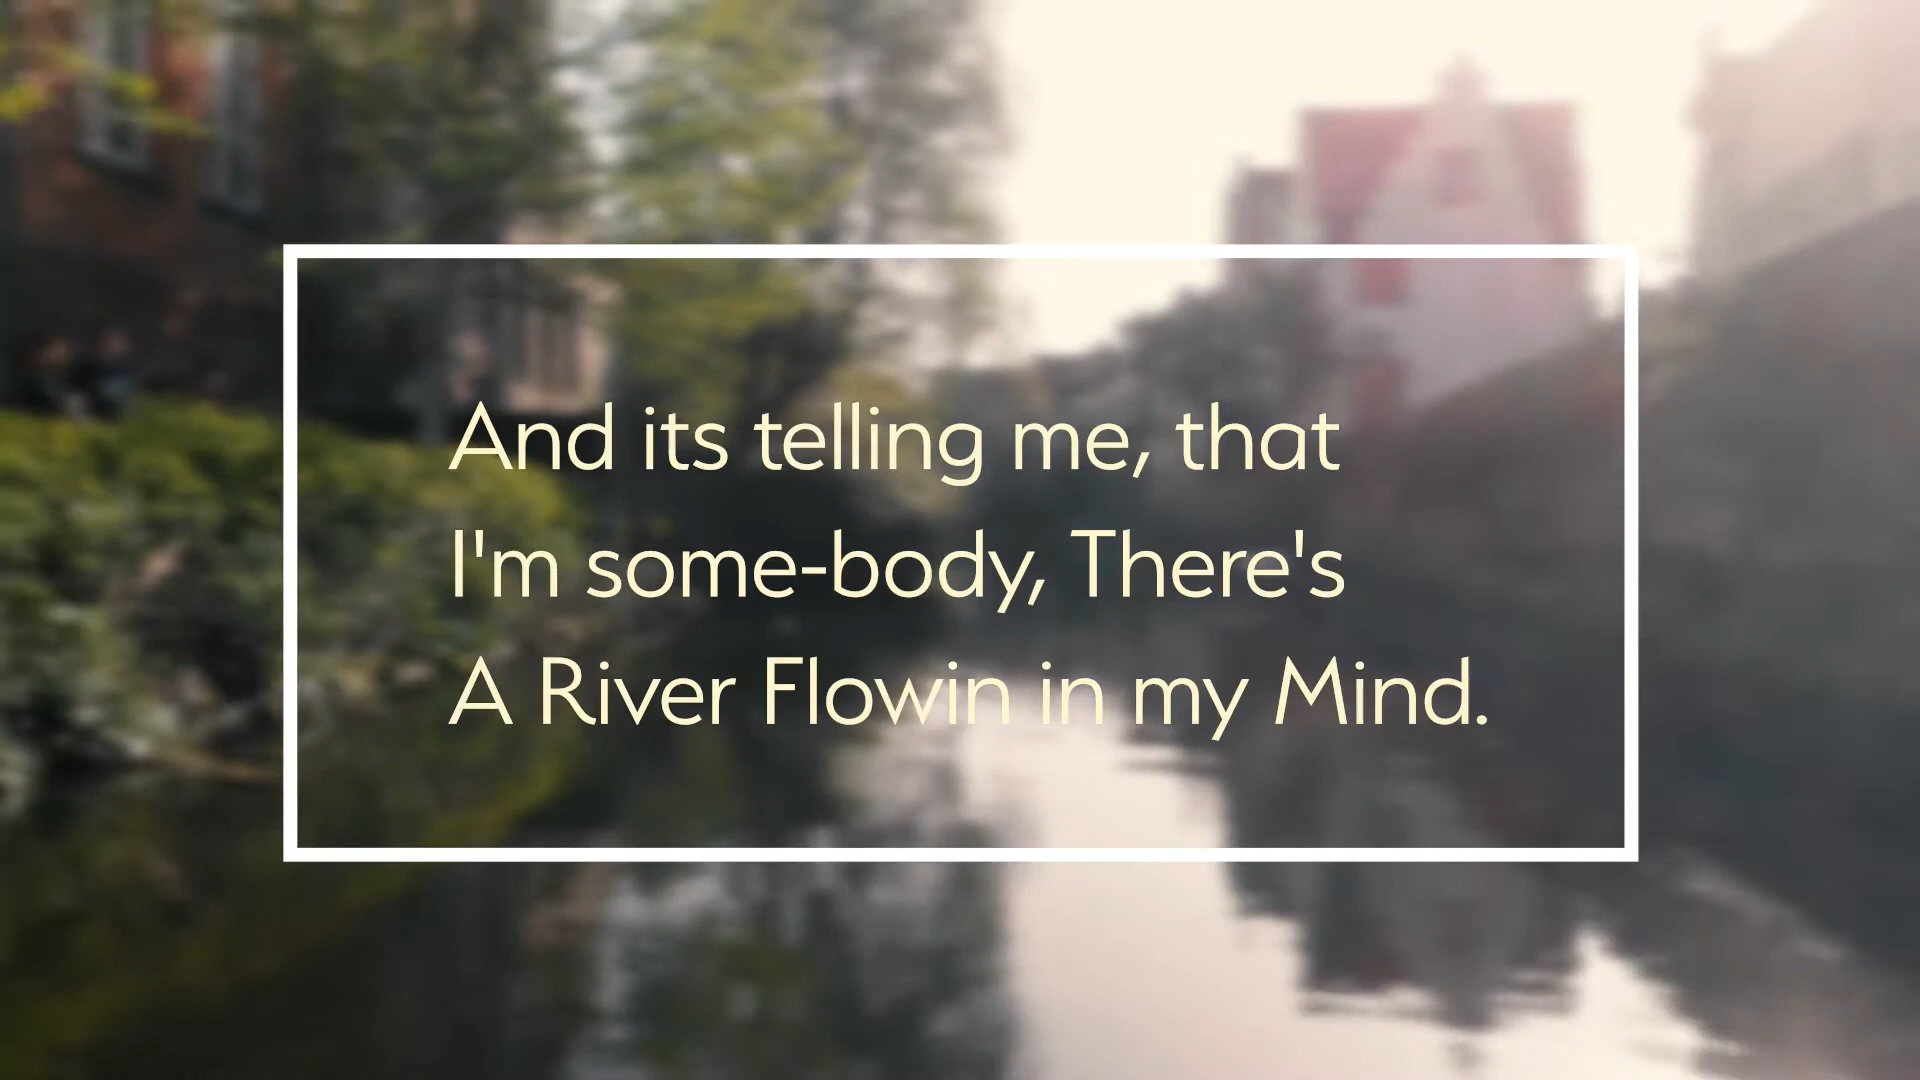 And its telling me, that
I'm some-body, There's
A River Flowin in my Mind.